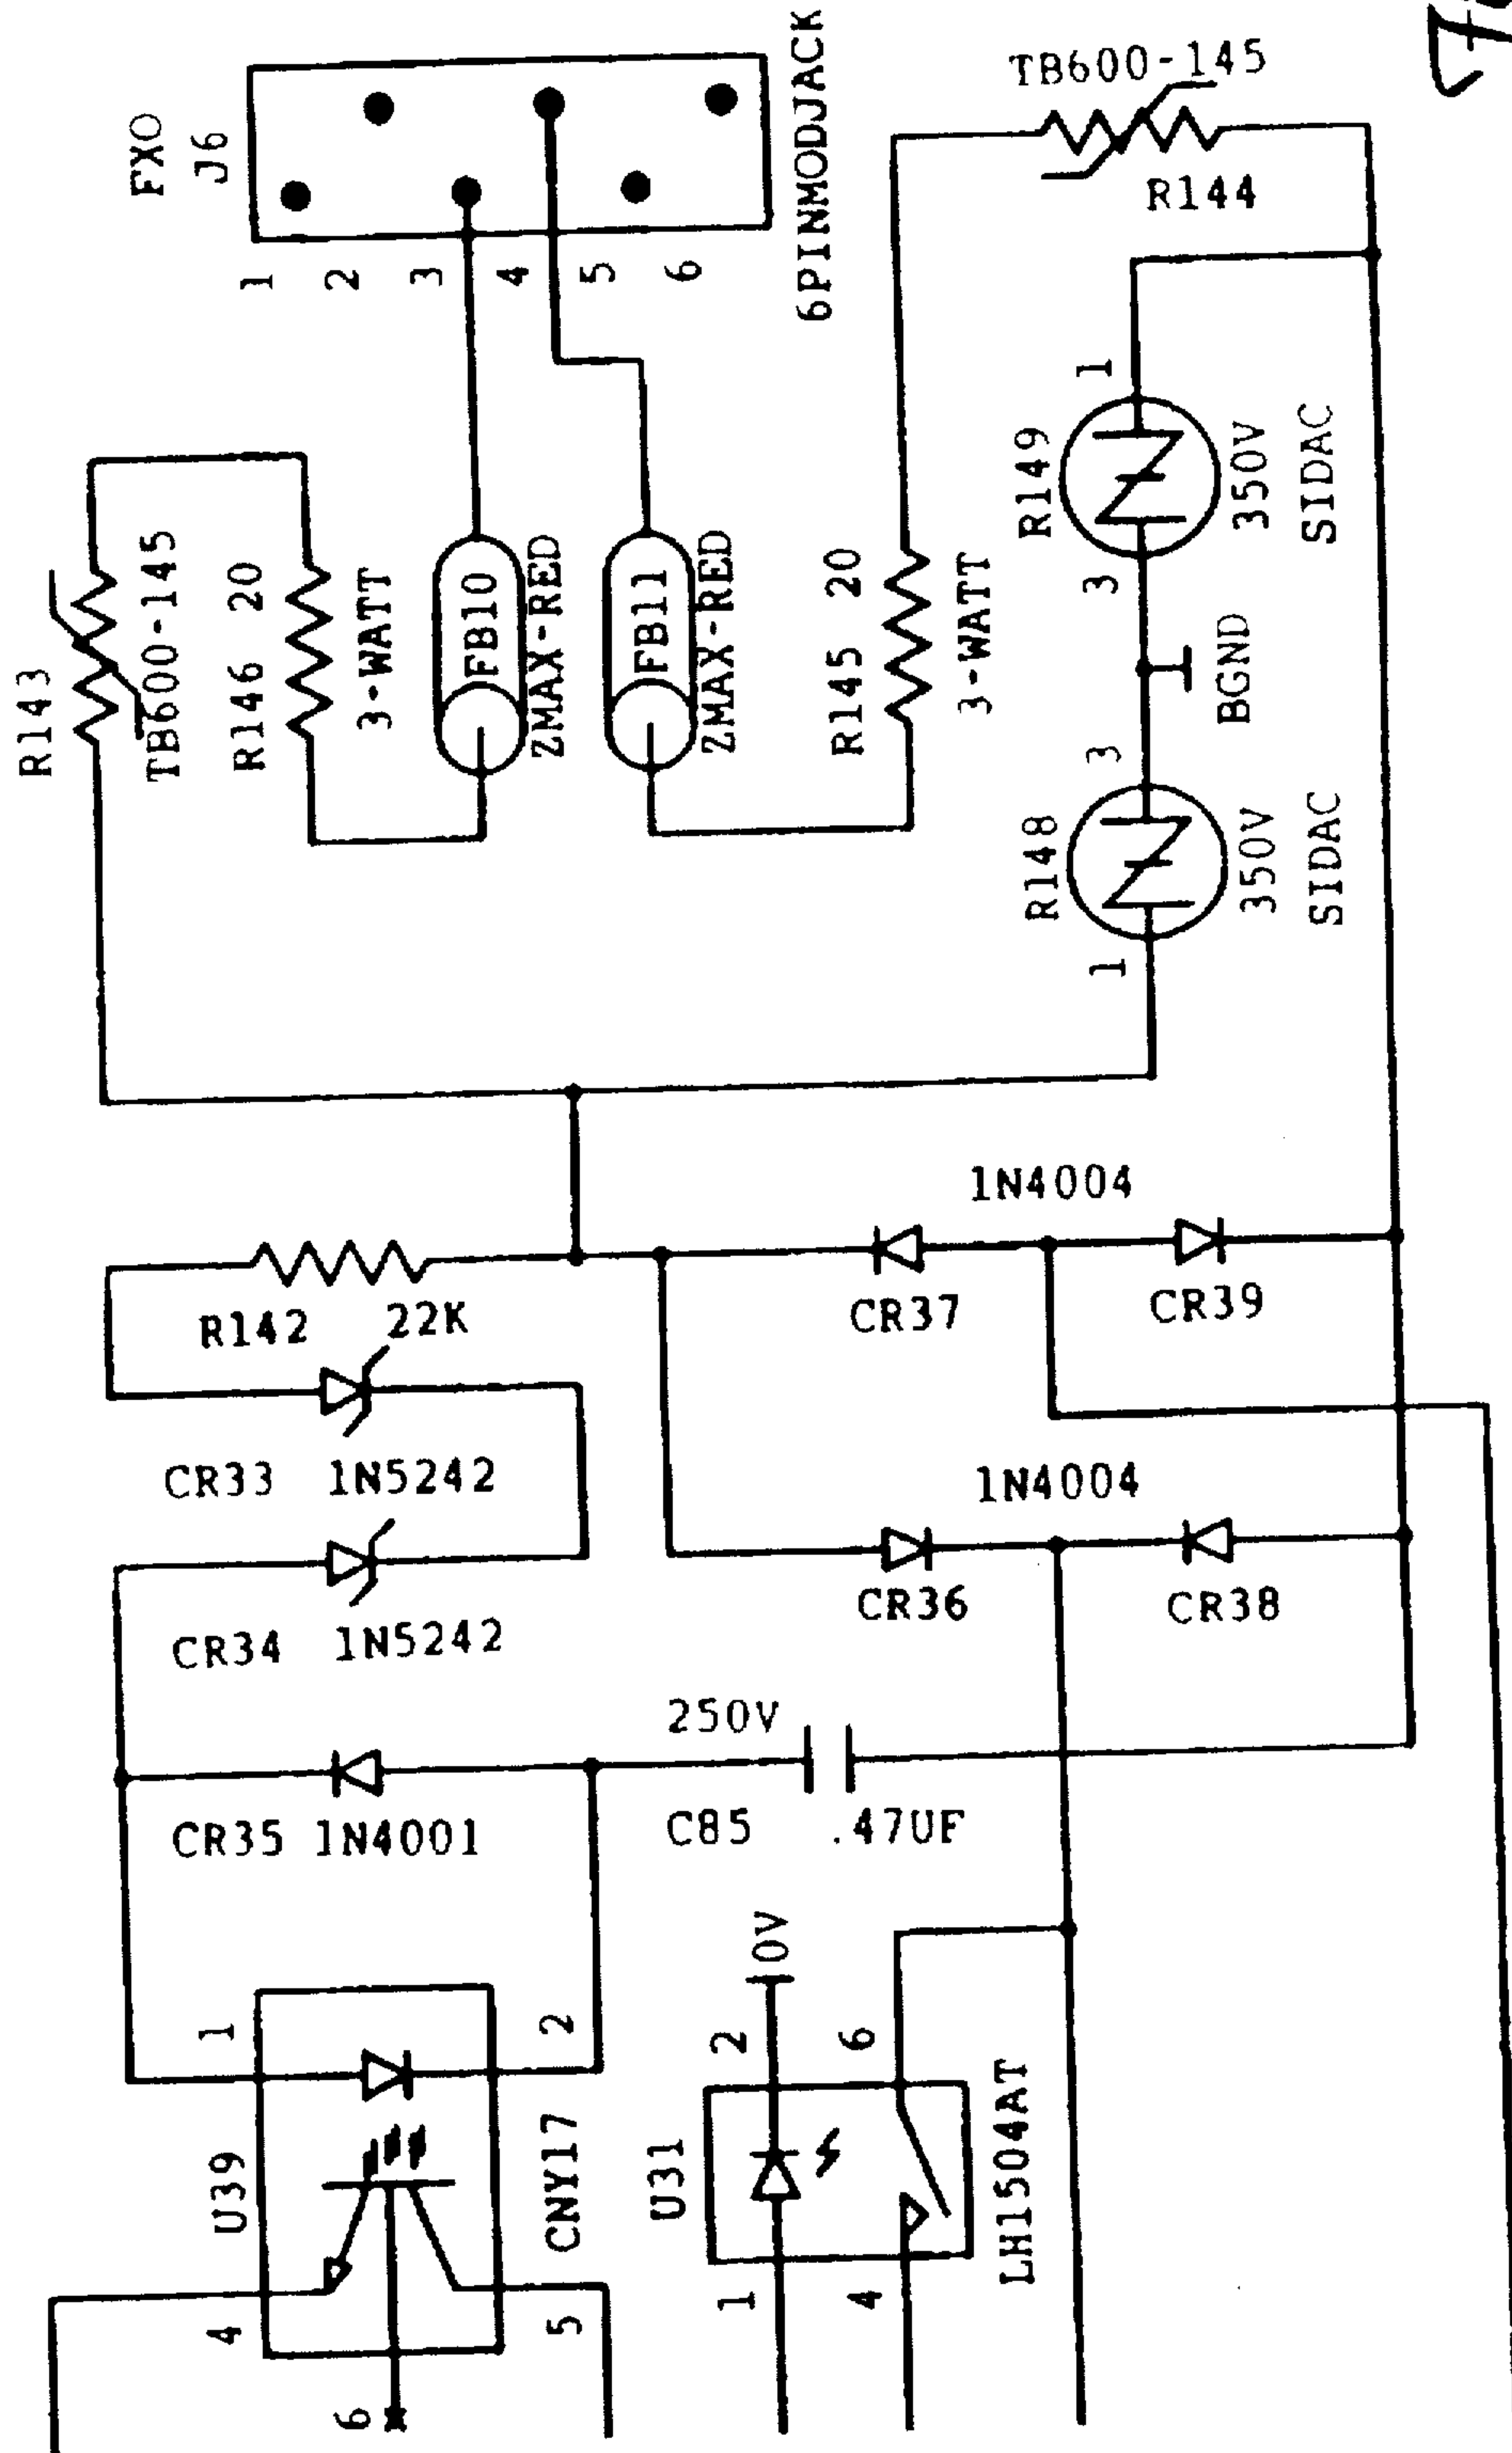 FXO
J6
1
2
3
4
5
6
6PINMODJACK
TB600-145
R144
R143
TB600-145
R146 20
3-WATT
FB10
ZMAX-RED
FB11
ZMAX-RED
R145 20
3-WATT
1
R149
350V
SIDAC
3
BGND
3
R148
350V
SIDAC
1
R142 22K
1N4004
CR37
CR39
CR33 1N5242
1N4004
CR36
CR38
CR34 1N5242
250V
C85 .47UF
CR35 1N4001
1
2
U39
CNY17
4
5
6
0V
2
6
U31
LH1504AT
1
4